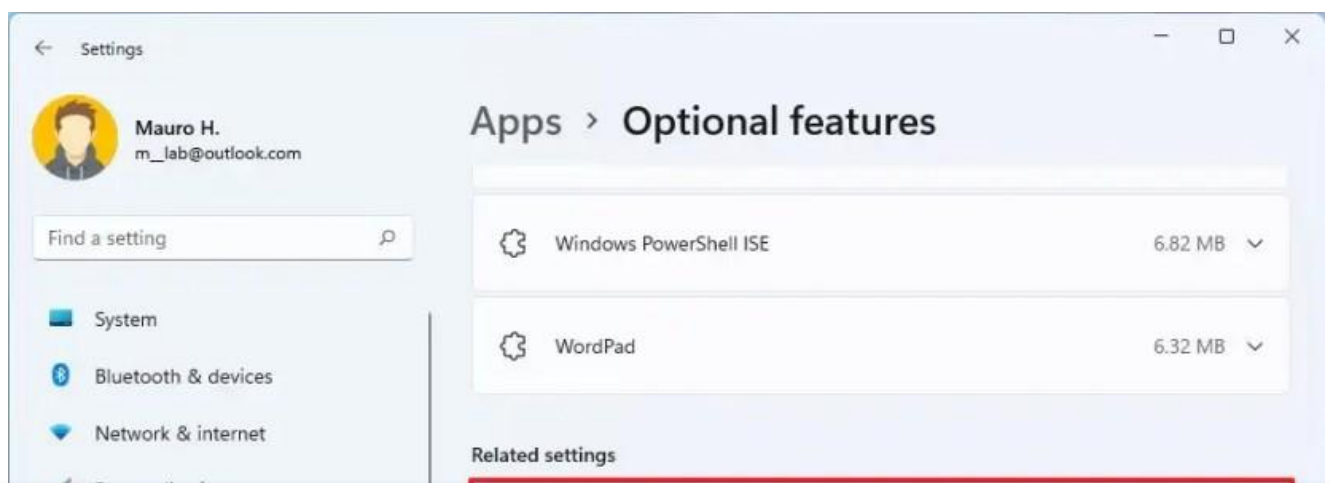 Settings
Mauro H.
m__lab@outlook.com
Find a setting
System
Bluetooth & devices
Network & internet
Apps > Optional features
Windows PowerShell ISE 6.82 MB
WordPad 6.32 MB
Related settings